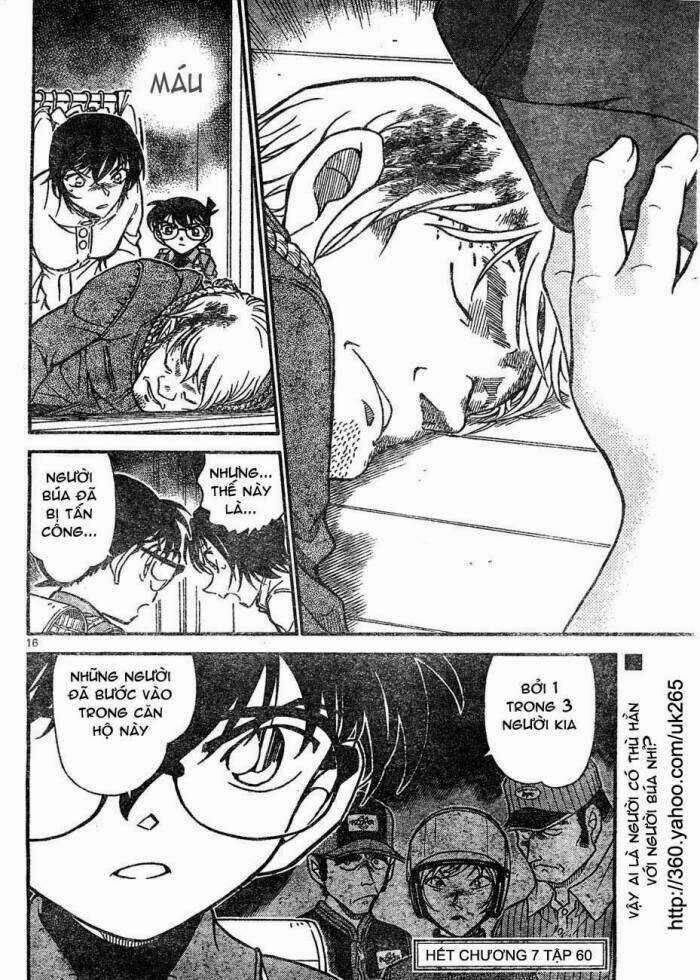 MÁU
NGƯỜI
BÚA ĐÃ
BỊ TẤN
CÔNG...
NHƯNG...
THẾ NÀY
LÀ...
16
NHỮNG NGƯỜI
ĐÃ BƯỚC VÀO
TRONG CĂN
HỘ NÀY
BỞI 1
TRONG 3
NGƯỜI KIA
VẬY AI LÀ NGƯỜI CÓ THÙ HẰN
VỚI NGƯỜI BÚA NHỈ?
http://360.yahoo.com/uk265
HẾT CHƯƠNG 7 TẬP 60